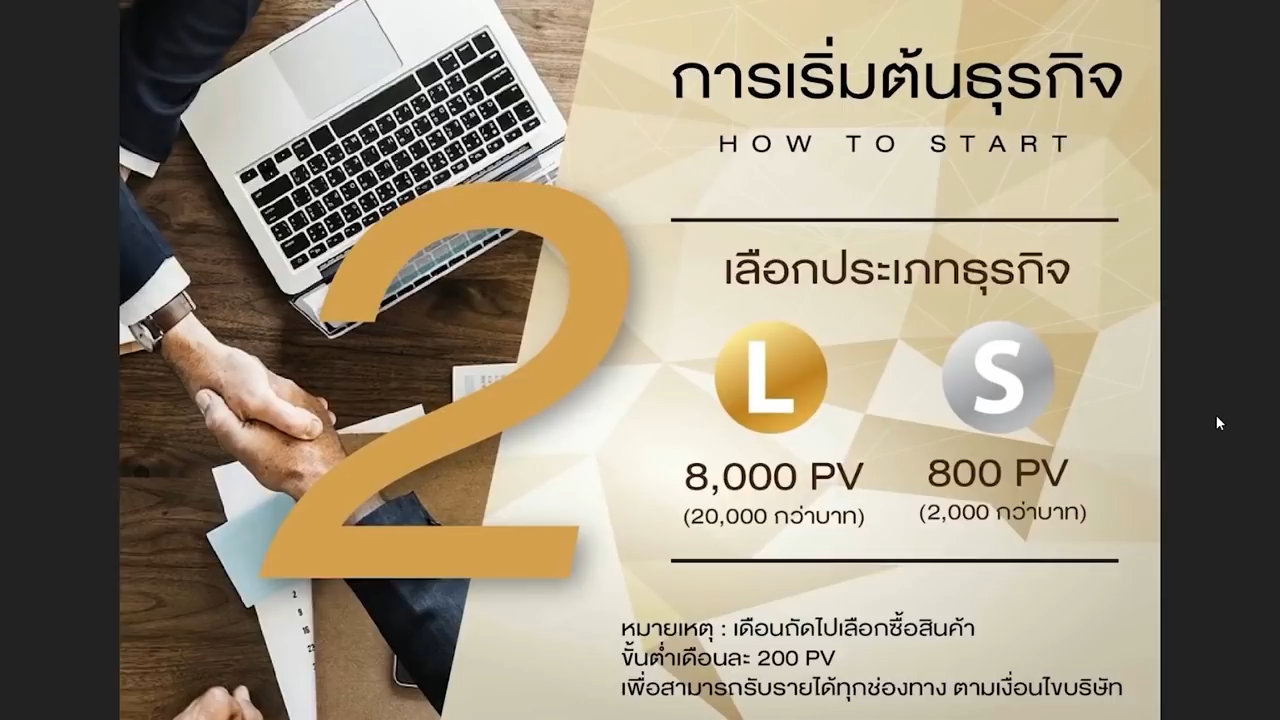 การเริ่มต้นธุรกิจ
HOW TO START
2
เลือกประเภทธุรกิจ
L S
8,000 PV 800 PV
(20,000 กว่าบาท) (2,000 กว่าบาท)
หมายเหตุ : เดือนถัดไปเลือกซื้อสินค้า
ขั้นต่ำเดือนละ 200 PV
เพื่อสามารถรับรายได้ทุกช่องทาง ตามเงื่อนไขบริษัท
2
9
16